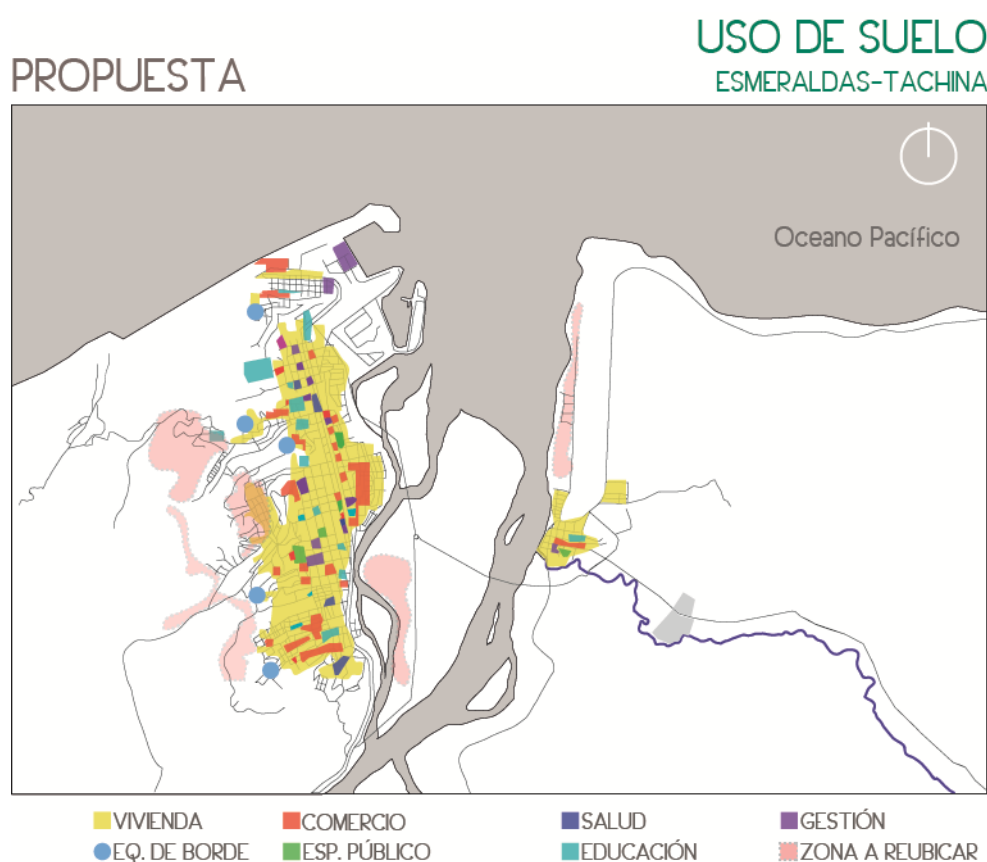 USO DE SUELO
PROPUESTA
ESMERALDAS-TACHINA
Oceano Pacífico
VIVIENDA COMERCIO SALUD GESTIÓN
EQ. DE BORDE ESP. PÚBLICO EDUCACIÓN ZONA A REUBICAR